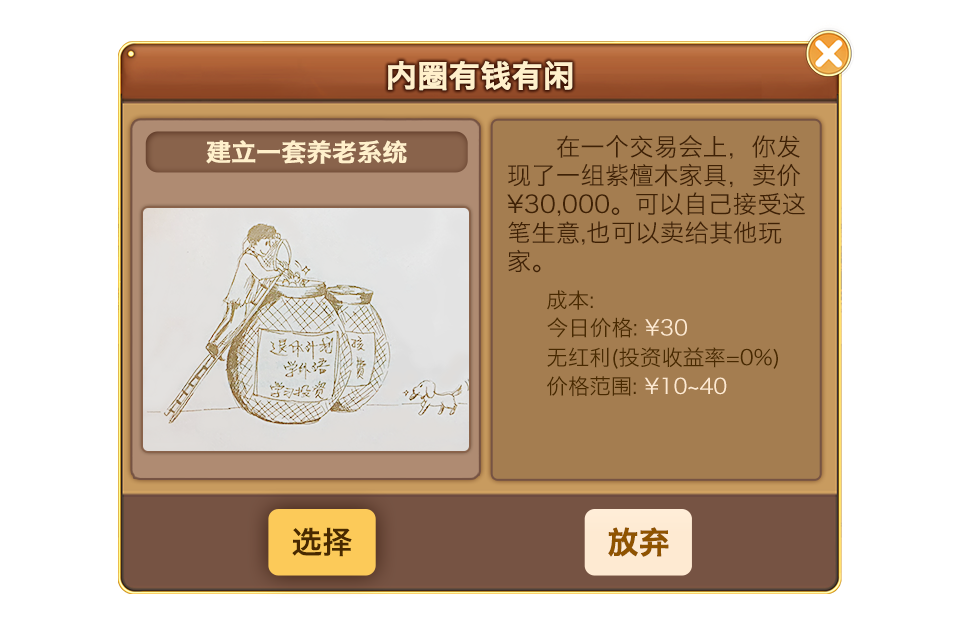 内圈有钱有闲
建立一套养老系统
退休计划
学外语
学习投资
在一个交易会上，你发
现了一组紫檀木家具，卖价
¥30,000。可以自己接受这
笔生意,也可以卖给其他玩
家。
成本:
今日价格: ¥30
无红利(投资收益率=0%)
价格范围: ¥10~40
选择
放弃